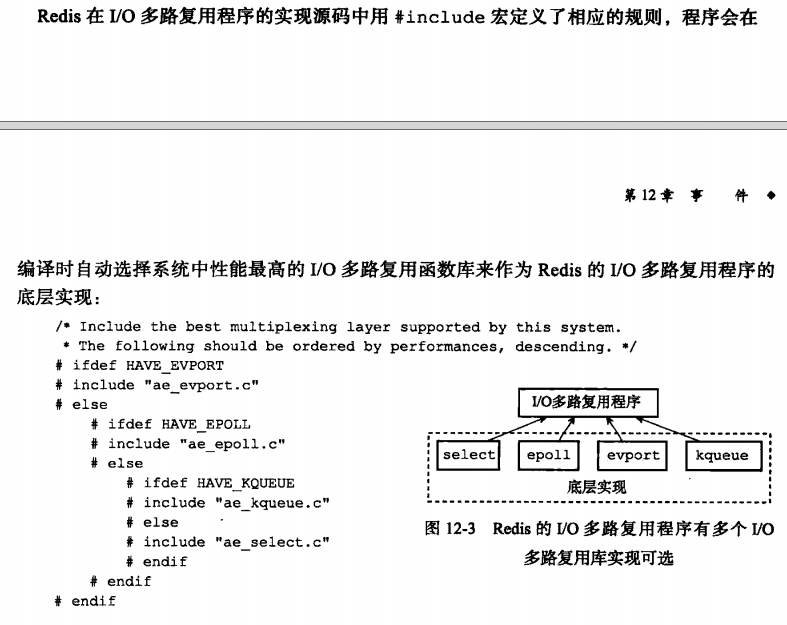 Redis 在 I/O 多路复用程序的实现源码中用 #include 宏定义了相应的规则，程序会在
第 12 章 事 件 ◆
编译时自动选择系统中性能最高的 I/O 多路复用函数库来作为 Redis 的 I/O 多路复用程序的
底层实现：
/* Include the best multiplexing layer supported by this system.
 * The following should be ordered by performances, descending. */
# ifdef HAVE_EVPORT
# include "ae_evport.c"
# else
    # ifdef HAVE_EPOLL
    # include "ae_epoll.c"
    # else
        # ifdef HAVE_KQUEUE
        # include "ae_kqueue.c"
        # else
        # include "ae_select.c"
        # endif
    # endif
# endif
I/O多路复用程序
select epoll evport kqueue
底层实现
图 12-3 Redis 的 I/O 多路复用程序有多个 I/O
多路复用库实现可选